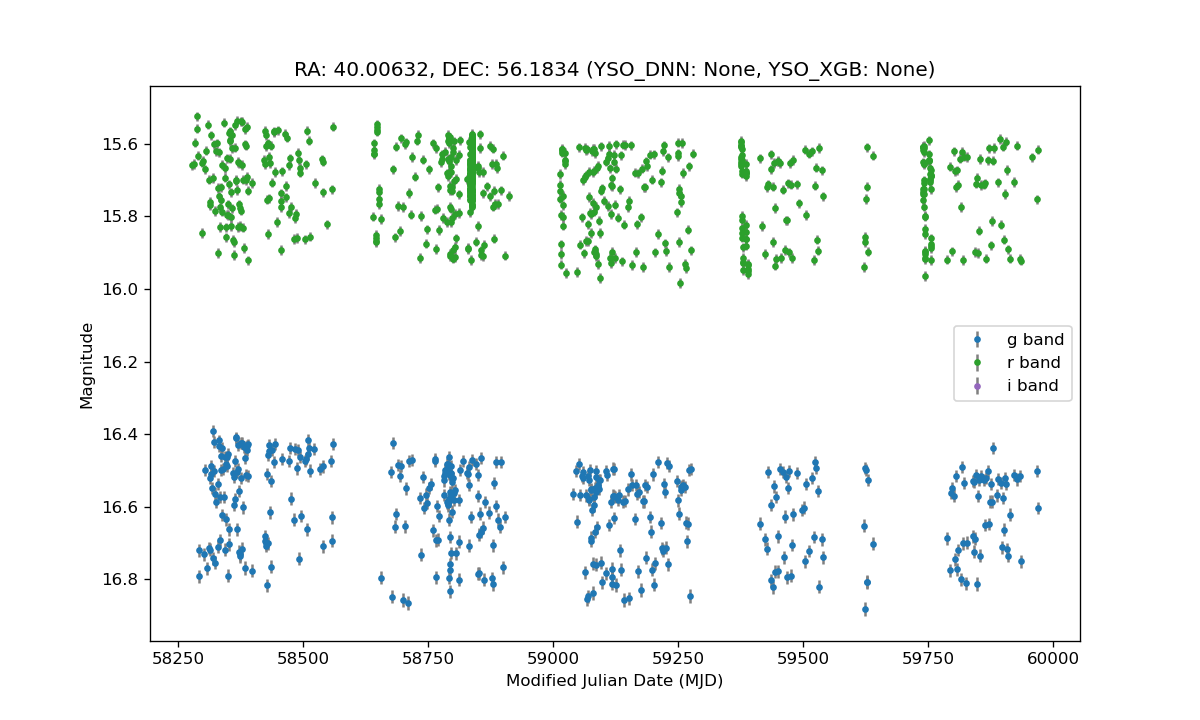 RA: 40.00632, DEC: 56.1834 (YSO_DNN: None, YSO_XGB: None)
15.6
15.8
16.0
16.2
16.4
16.6
16.8
Magnitude
g band
r band
i band
58250 58500 58750 59000 59250 59500 59750 60000
Modified Julian Date (MJD)